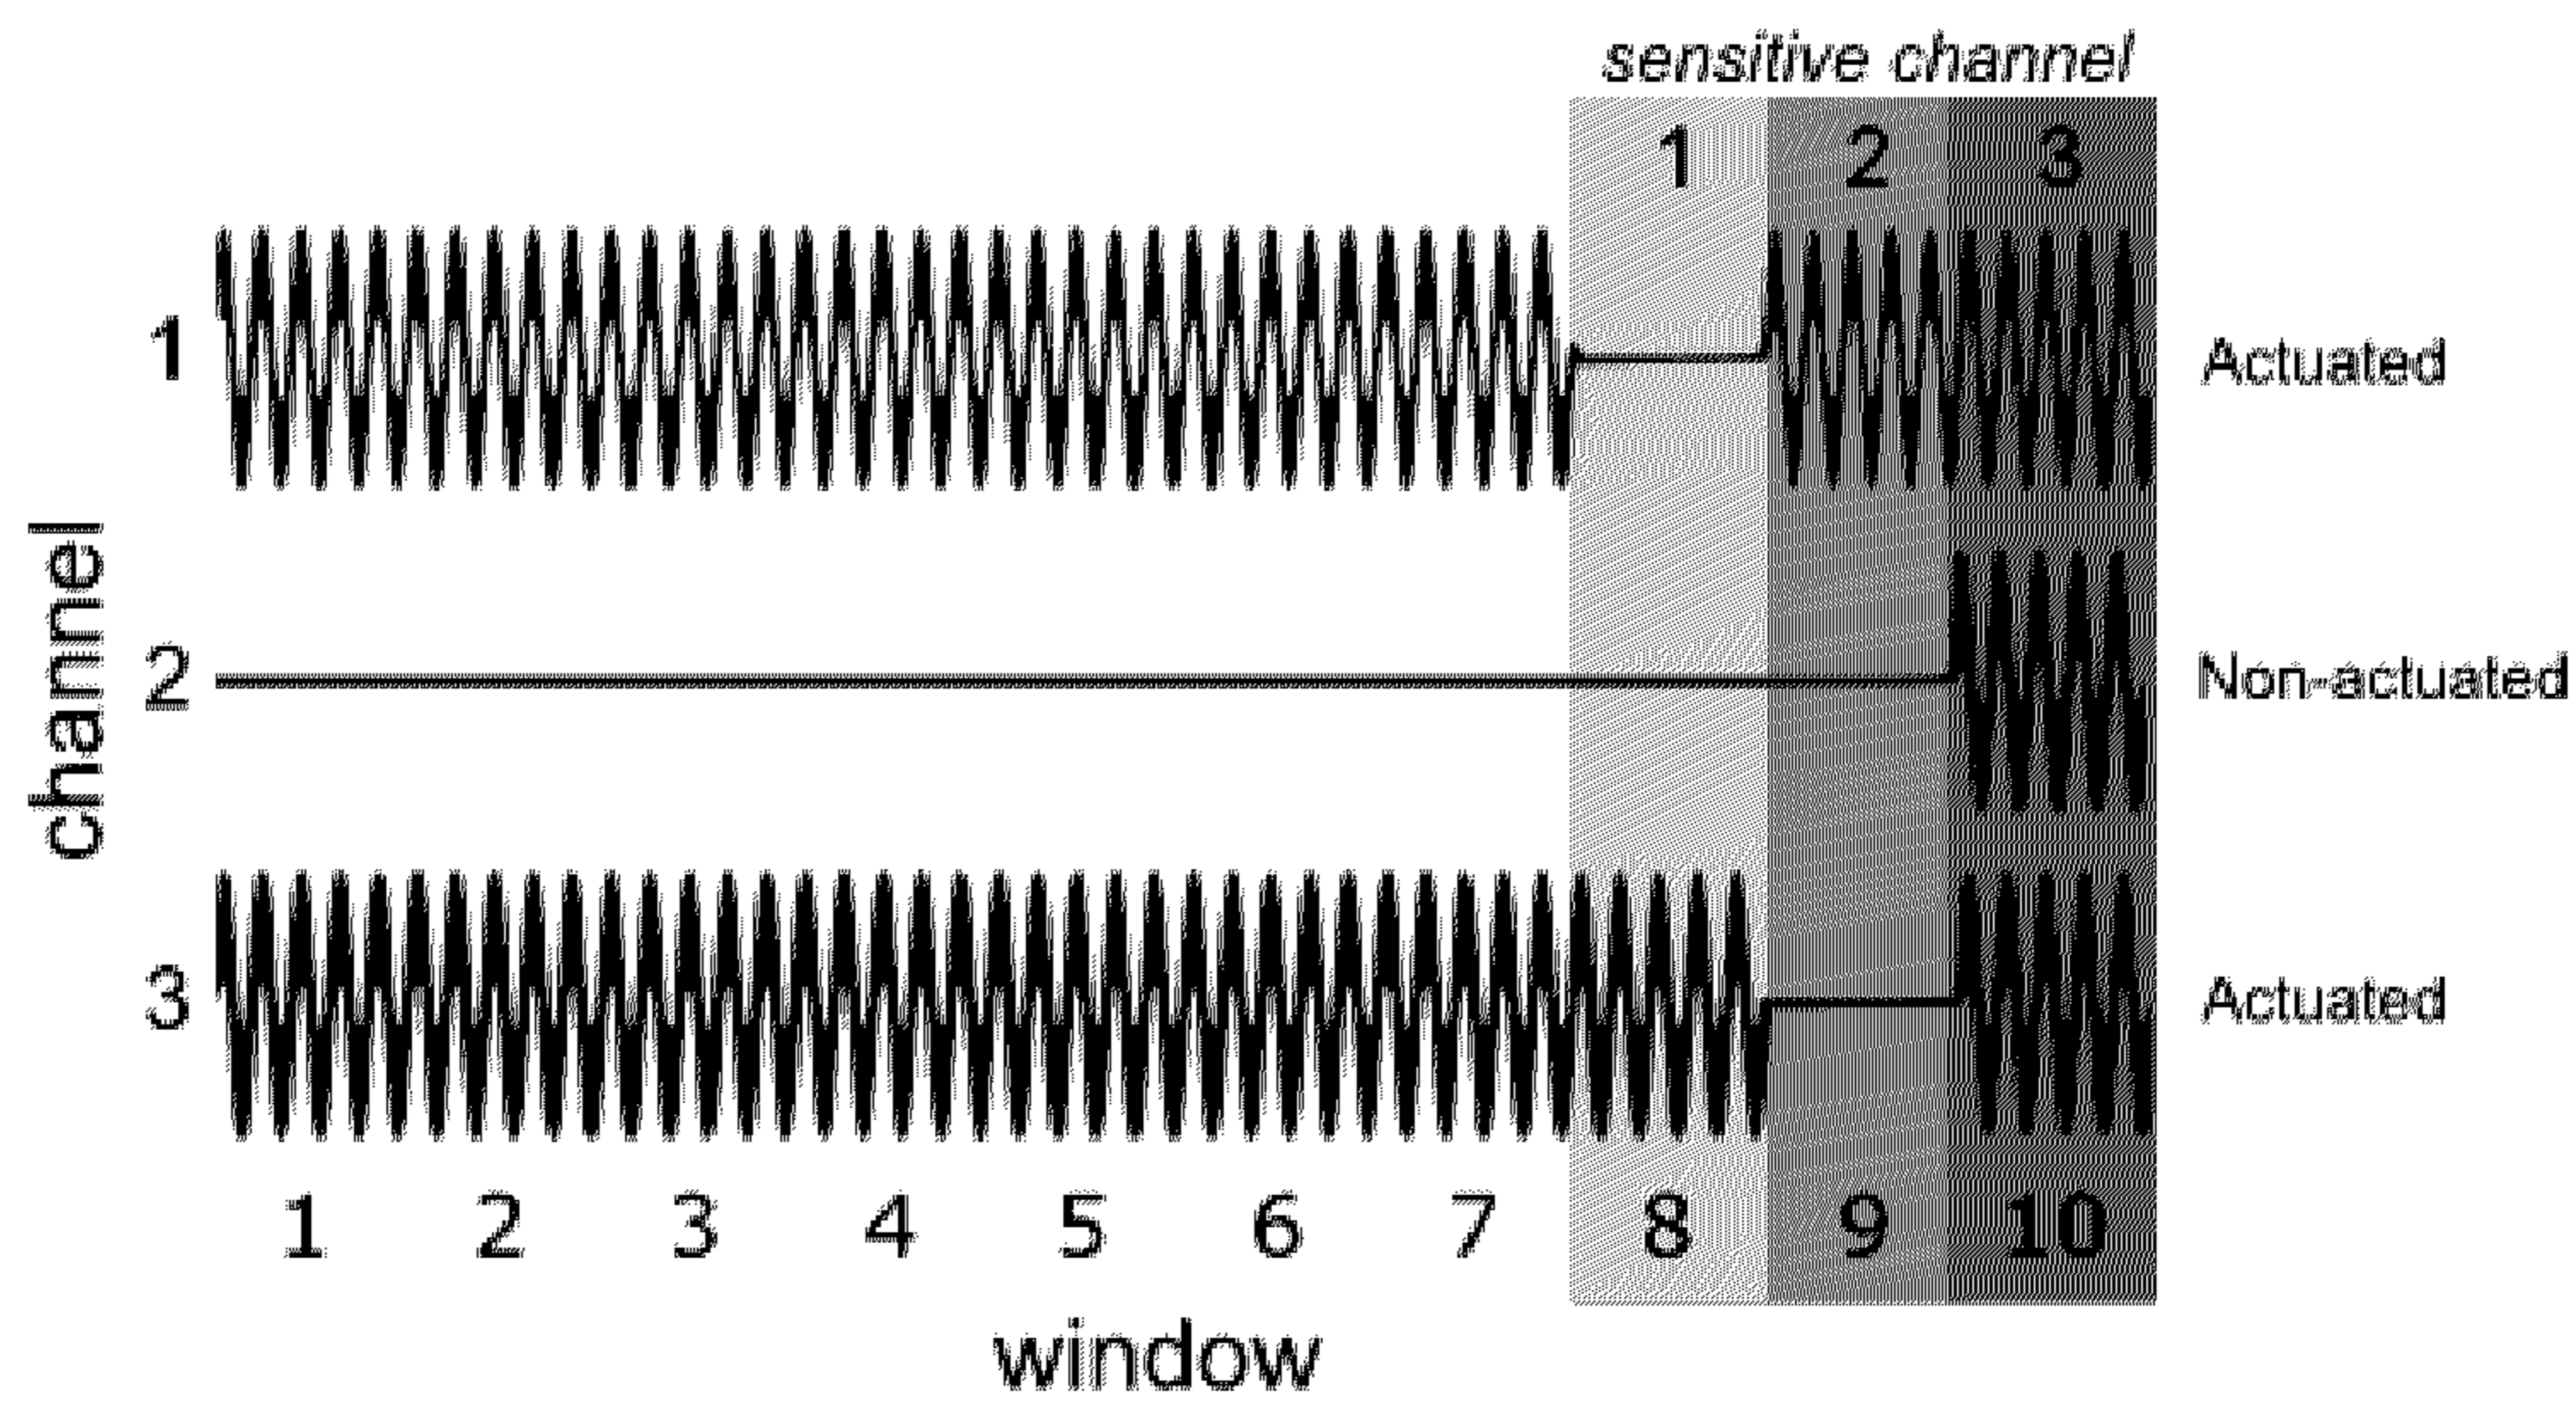 sensitive channel
1 2 3
1 Actuated
channel
2 Non-actuated
3 Actuated
1 2 3 4 5 6 7 8 9 10
window